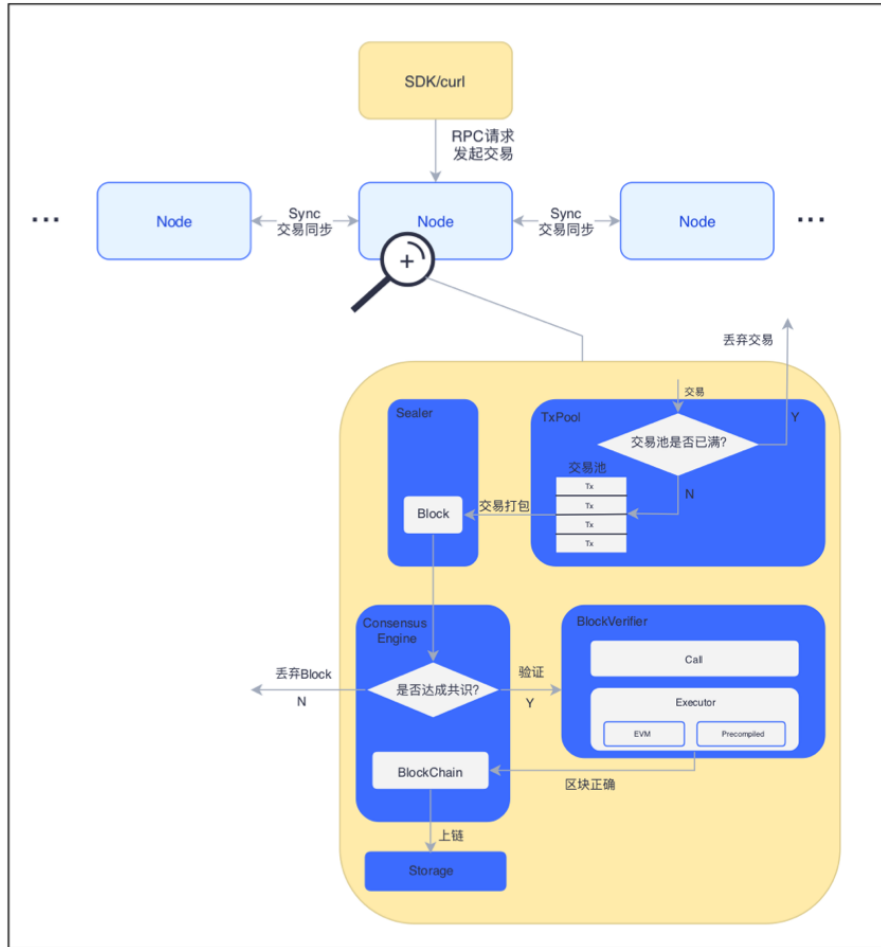 SDK/curl
RPC请求
发起交易
...
Node
Sync
交易同步
Node
Sync
交易同步
Node
...
丢弃交易
交易
Sealer
TxPool
交易池是否已满?
Y
交易池
N
Tx
Tx
Tx
Tx
交易打包
Block
Consensus
Engine
BlockVerifier
Call
丢弃Block
N
是否达成共识?
验证
Y
Executor
EVM
Precompiled
BlockChain
区块正确
上链
Storage